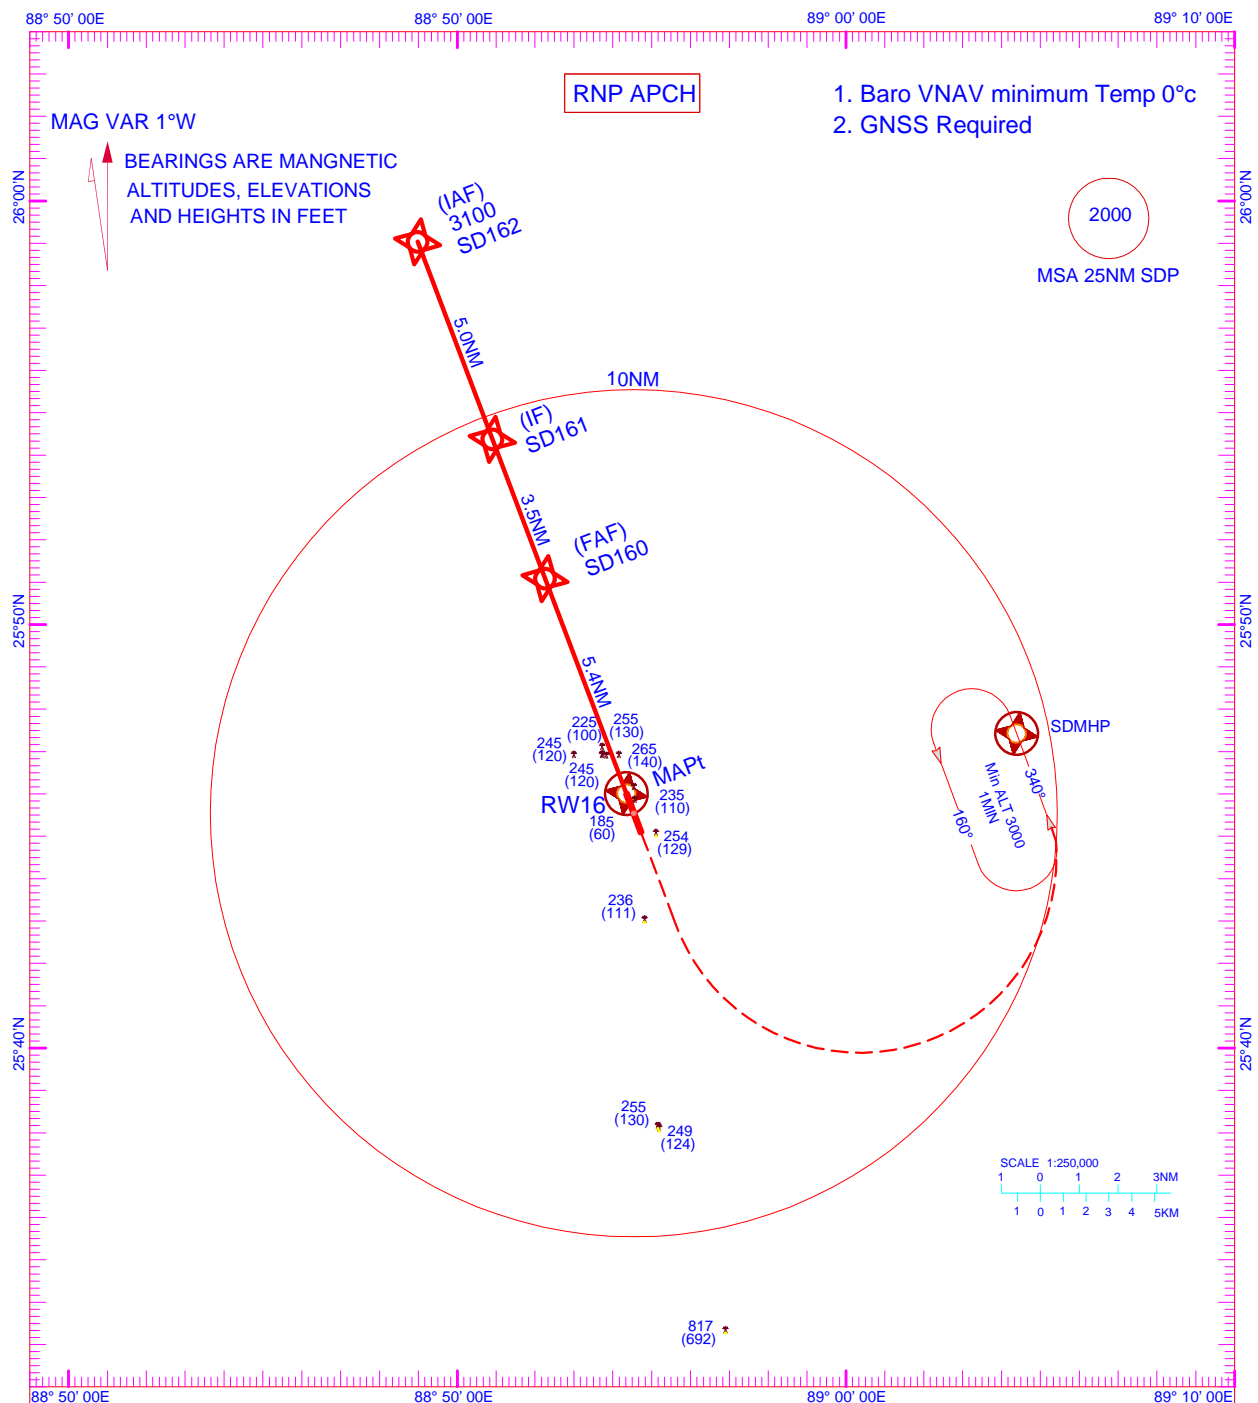 88° 50’ 00E
88° 50’ 00E
89° 00’ 00E
89° 10’ 00E
RNP APCH
1. Baro VNAV minimum Temp 0°c
2. GNSS Required
MAG VAR 1°W
BEARINGS ARE MANGNETIC
ALTITUDES, ELEVATIONS
AND HEIGHTS IN FEET
26°00’N
26°00’N
(IAF)
3100
SD162
2000
MSA 25NM SDP
5.0NM
10NM
(IF)
SD161
3.5NM
(FAF)
SD160
25°50’N
25°50’N
5.4NM
225
(100)
255
(130)
245
(120)
265
(140)
245
(120)
MAPt
RW16
235
(110)
185
(60)
254
(129)
SDMHP
340°
Min ALT 3000
1MIN
160°
236
(111)
25°40’N
25°40’N
255
(130)
249
(124)
SCALE 1:250,000
1 0 1 2 3NM
1 0 1 2 3 4 5KM
817
(692)
88° 50’ 00E
88° 50’ 00E
89° 00’ 00E
89° 10’ 00E